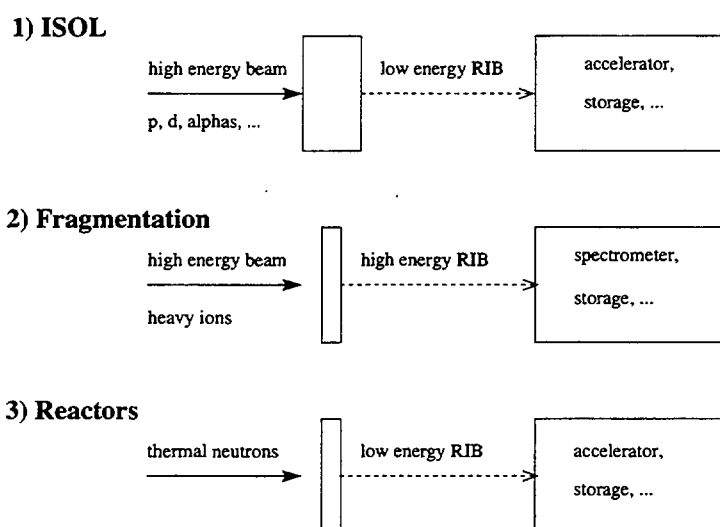 1) ISOL
high energy beam
p, d, alphas, ...
low energy RIB
accelerator,
storage, ...
2) Fragmentation
high energy beam
heavy ions
high energy RIB
spectrometer,
storage, ...
3) Reactors
thermal neutrons
low energy RIB
accelerator,
storage, ...